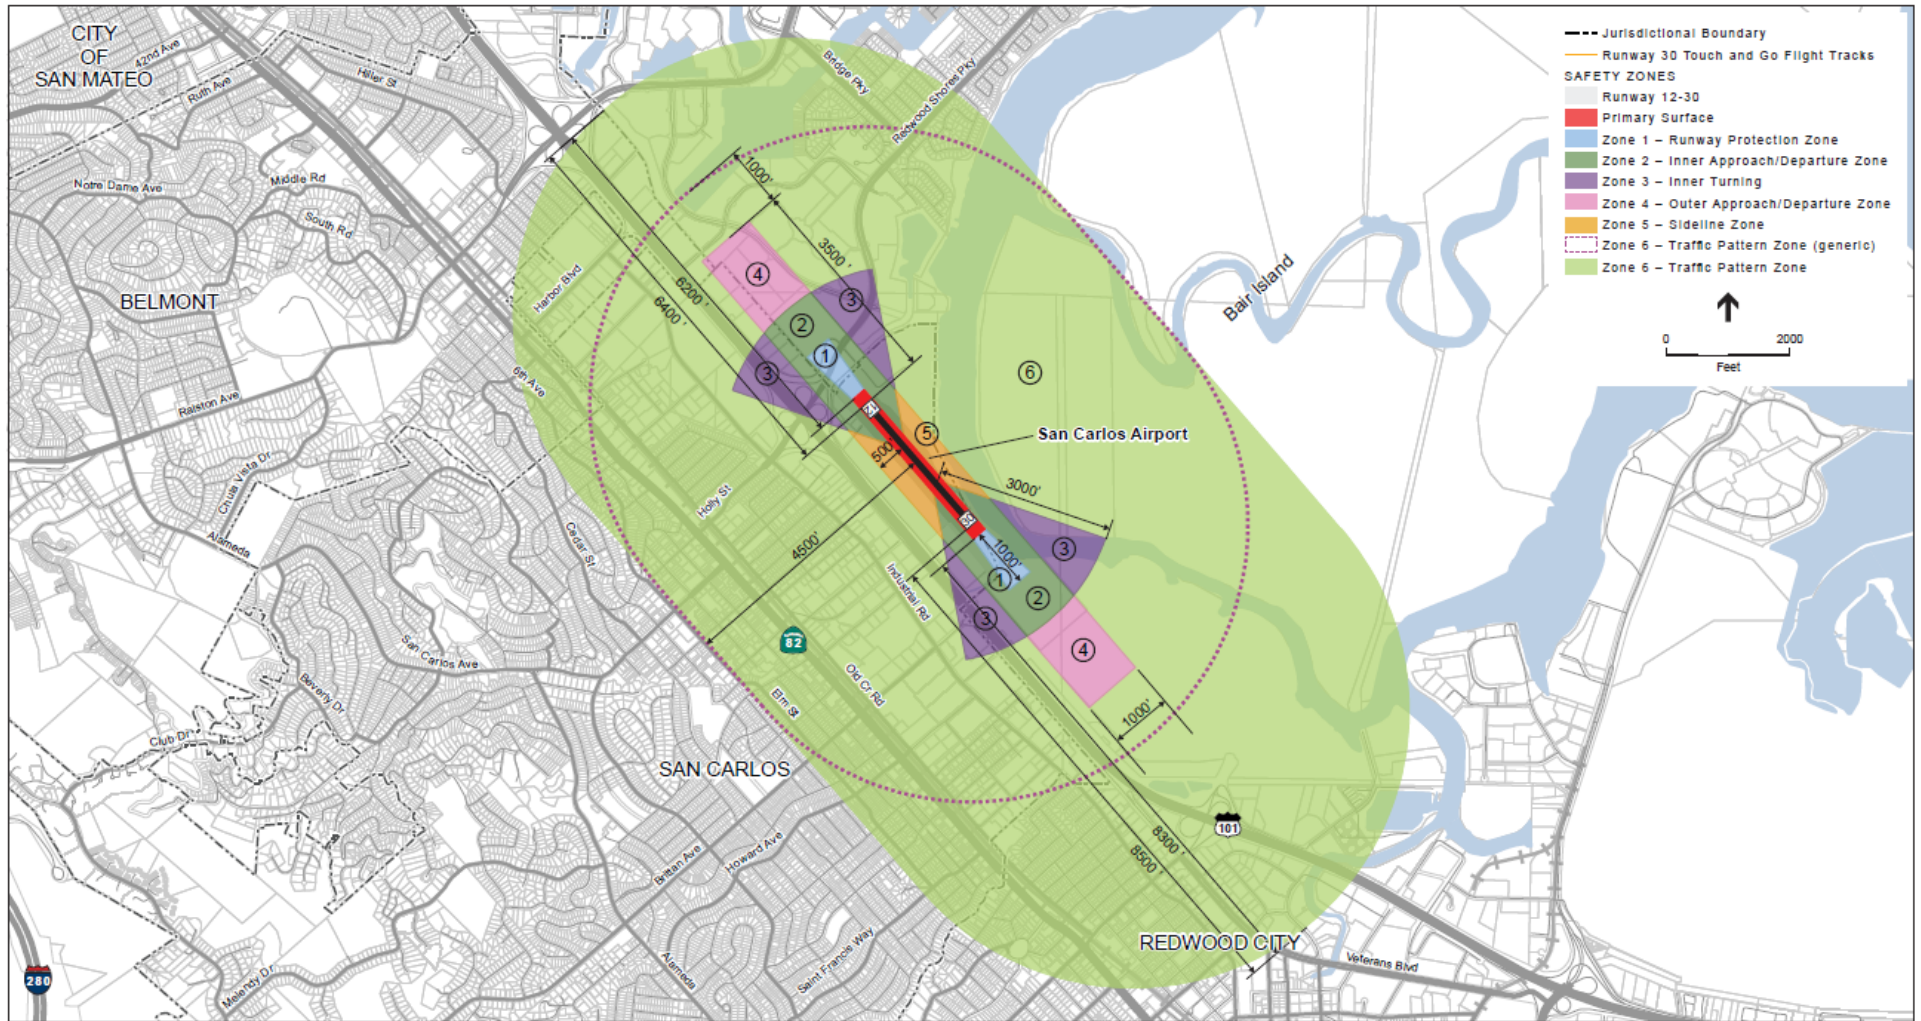 CITY
OF
SAN MATEO
42nd Ave
Ruth Ave
Hiller St
Bridge Pky
Redwood Shores Pky
Jurisdictional Boundary
Runway 30 Touch and Go Flight Tracks
SAFETY ZONES
Runway 12-30
Primary Surface
Zone 1 – Runway Protection Zone
Zone 2 – Inner Approach/Departure Zone
Zone 3 – Inner Turning
Zone 4 – Outer Approach/Departure Zone
Zone 5 – Sideline Zone
Zone 6 – Traffic Pattern Zone (generic)
Zone 6 – Traffic Pattern Zone
0 2000
Feet
Notre Dame Ave
Middle Rd
South Rd
1000'
3500 '
6200 '
6400 '
Harbor Blvd
BELMONT
Bair Island
4
3
2
1
3
6
6th Ave
Ralston Ave
5
San Carlos Airport
500'
3000'
Chula Vista Dr
Holly St
Alameda
Cedar St
4500'
30
1000'
3
1
2
3
Industrial Rd
4
82
San Carlos Ave
Beverly Dr
Old Cr Rd
Elm St
1000'
Club Dr
SAN CARLOS
101
8300 '
8500 '
Brittan Ave
Howard Ave
REDWOOD CITY
Veterans Blvd
280
Melendy Dr
Alameda
Saint Francis Way